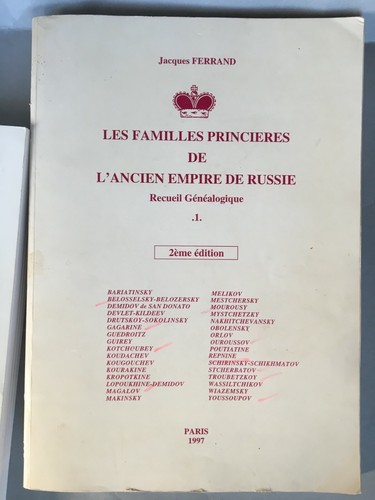 Jacques FERRAND
LES FAMILLES PRINCIERES
DE
L'ANCIEN EMPIRE DE RUSSIE
Recueil Généalogique
.1.
2ème édition
BARIATINSKY
BELOSSELSKY-BELOZERSKY
DEMIDOV de SAN DONATO
DEVLET-KILDEEV
DRUTSKOY-SOKOLINSKY
GAGARINE
GUEDROITZ
GUIREY
KOTCHOUBEY
KOUDACHEV
KOUGOUCHEV
KOURAKINE
KROPOTKINE
LOPOUKHINE-DEMIDOV
MAGALOV
MAKINSKY
MELIKOV
MESTCHERSKY
MOUROUSY
MYSTCHETZKY
NAKHITCHEVANSKY
OBOLENSKY
ORLOV
OUROUSSOV
POUTIATINE
REPNINE
SCHIRINSKY-SCHIKHMATOV
STCHERBATOV
TROUBETZKOY
WASSILTCHIKOV
WIAZEMSKY
YOUSSOUPOV
PARIS
1997